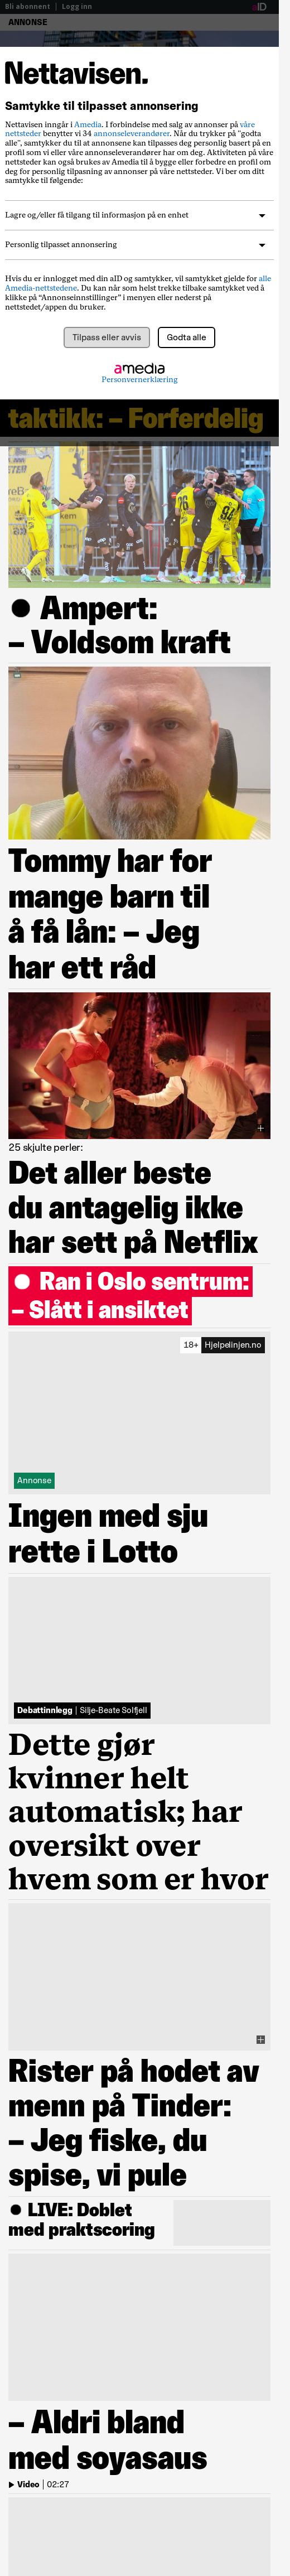 Bli abonnent | Logg inn
aID
ANNONSE
Nettavisen.
Samtykke til tilpasset annonsering
Nettavisen inngår i Amedia. I forbindelse med salg av annonser på våre
nettsteder benytter vi 34 annonseleverandører. Når du trykker på "godta
alle", samtykker du til at annonsene kan tilpasses deg personlig basert på en
profil som vi eller våre annonseleverandører har om deg. Aktiviteten på våre
nettsteder kan også brukes av Amedia til å bygge eller forbedre en profil om
deg for personlig tilpasning av annonser på våre nettsteder. Vi ber om ditt
samtykke til følgende:
Lagre og/eller få tilgang til informasjon på en enhet
Personlig tilpasset annonsering
Hvis du er innlogget med din aID og samtykker, vil samtykket gjelde for alle
Amedia-nettstedene. Du kan når som helst trekke tilbake samtykket ved å
klikke på “Annonseinnstillinger” i menyen eller nederst på
nettstedet/appen du bruker.
Tilpass eller avvis
Godta alle
amedia
Personvernerklæring
taktikk: – Forferdelig
Ampert:
– Voldsom kraft
Tommy har for
mange barn til
å få lån: – Jeg
har ett råd
25 skjulte perler:
Det aller beste
du antagelig ikke
har sett på Netflix
Ran i Oslo sentrum:
– Slått i ansiktet
18+ Hjelpelinjen.no
Annonse
Ingen med sju
rette i Lotto
Debattinnlegg | Silje-Beate Solfjell
Dette gjør
kvinner helt
automatisk; har
oversikt over
hvem som er hvor
Rister på hodet av
menn på Tinder:
– Jeg fiske, du
spise, vi pule
LIVE: Doblet
med praktscoring
– Aldri bland
med soyasaus
Video | 02:27